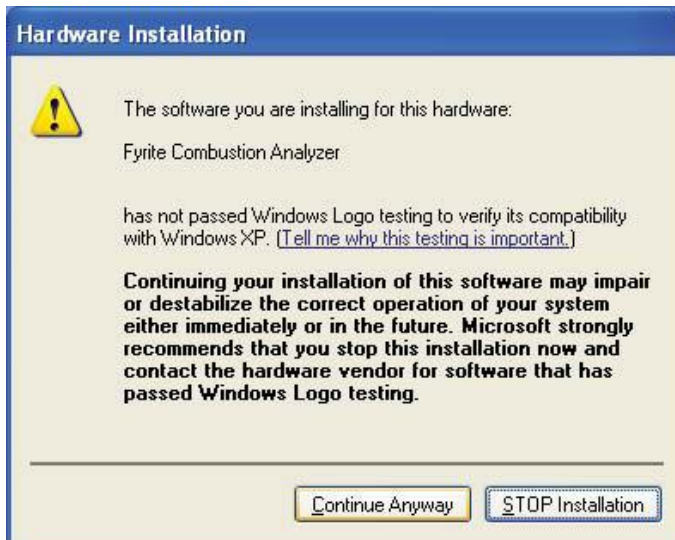 Hardware Installation
The software you are installing for this hardware:
Fyrite Combustion Analyzer
has not passed Windows Logo testing to verify its compatibility
with Windows XP. (Tell me why this testing is important.)
Continuing your installation of this software may impair
or destabilize the correct operation of your system
either immediately or in the future. Microsoft strongly
recommends that you stop this installation now and
contact the hardware vendor for software that has
passed Windows Logo testing.
Continue Anyway
STOP Installation